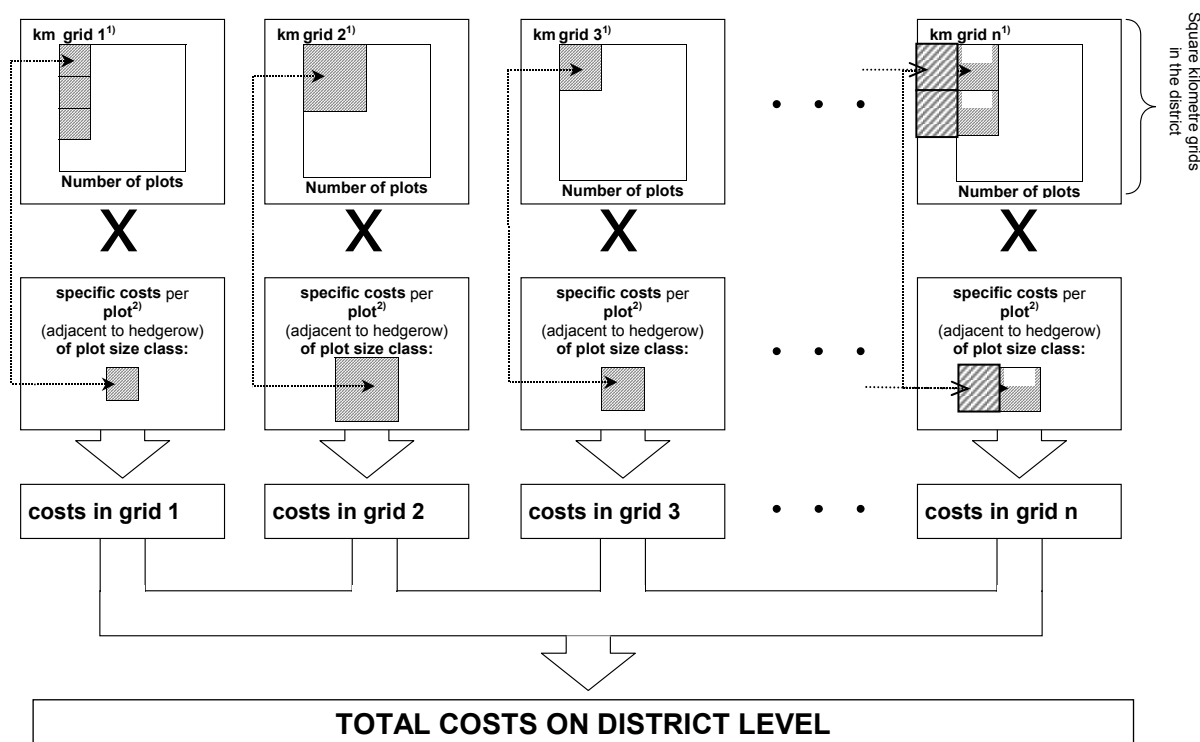 km grid 1¹⁾
Number of plots
km grid 2¹⁾
Number of plots
km grid 3¹⁾
Number of plots
• • •
km grid n¹⁾
Number of plots
Square kilometre grids
in the district
X
X
X
X
specific costs per
plot²⁾
(adjacent to hedgerow)
of plot size class:
specific costs per
plot²⁾
(adjacent to hedgerow)
of plot size class:
specific costs per
plot²⁾
(adjacent to hedgerow)
of plot size class:
• • •
specific costs per
plot²⁾
(adjacent to hedgerow)
of plot size class:
costs in grid 1
costs in grid 2
costs in grid 3
• • •
costs in grid n
TOTAL COSTS ON DISTRICT LEVEL